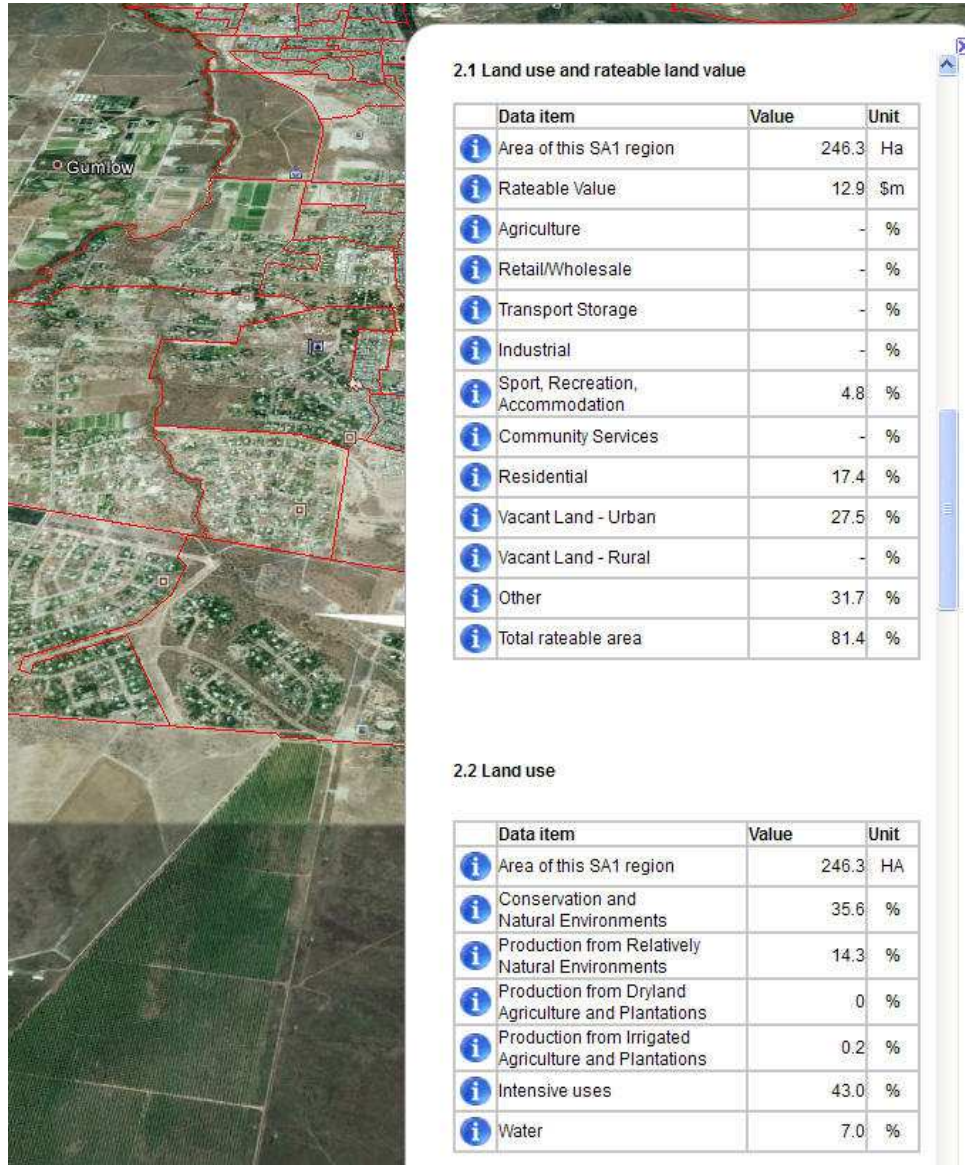 Gumlow
2.1 Land use and rateable land value
Data item Value Unit
Area of this SA1 region 246.3 Ha
Rateable Value 12.9 $m
Agriculture - %
Retail/Wholesale - %
Transport Storage - %
Industrial - %
Sport, Recreation,
Accommodation 4.8 %
Community Services - %
Residential 17.4 %
Vacant Land - Urban 27.5 %
Vacant Land - Rural - %
Other 31.7 %
Total rateable area 81.4 %
2.2 Land use
Data item Value Unit
Area of this SA1 region 246.3 HA
Conservation and
Natural Environments 35.6 %
Production from Relatively
Natural Environments 14.3 %
Production from Dryland
Agriculture and Plantations 0 %
Production from Irrigated
Agriculture and Plantations 0.2 %
Intensive uses 43.0 %
Water 7.0 %